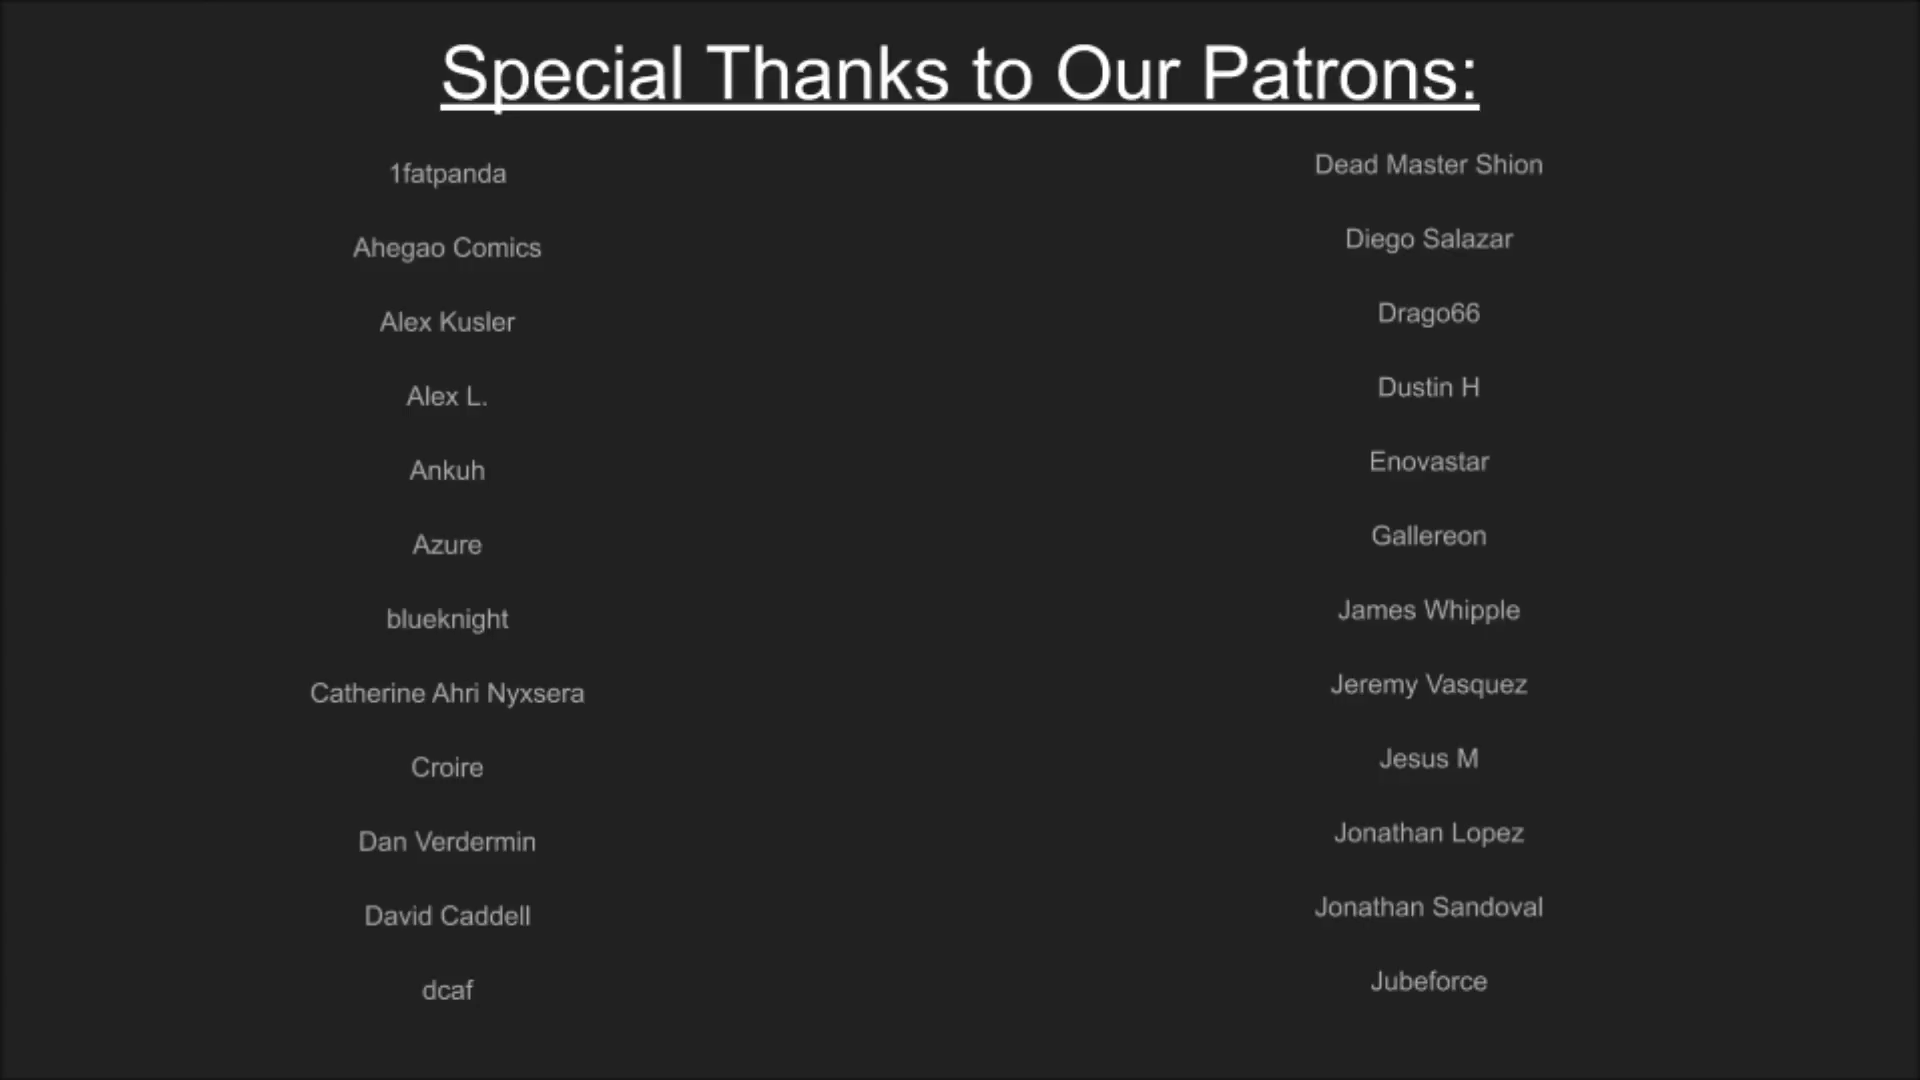 Special Thanks to Our Patrons:
1fatpanda
Ahegao Comics
Alex Kusler
Alex L.
Ankuh
Azure
blueknight
Catherine Ahri Nyxsera
Croire
Dan Verdermin
David Caddell
dcaf
Dead Master Shion
Diego Salazar
Drago66
Dustin H
Enovastar
Gallereon
James Whipple
Jeremy Vasquez
Jesus M
Jonathan Lopez
Jonathan Sandoval
Jubeforce